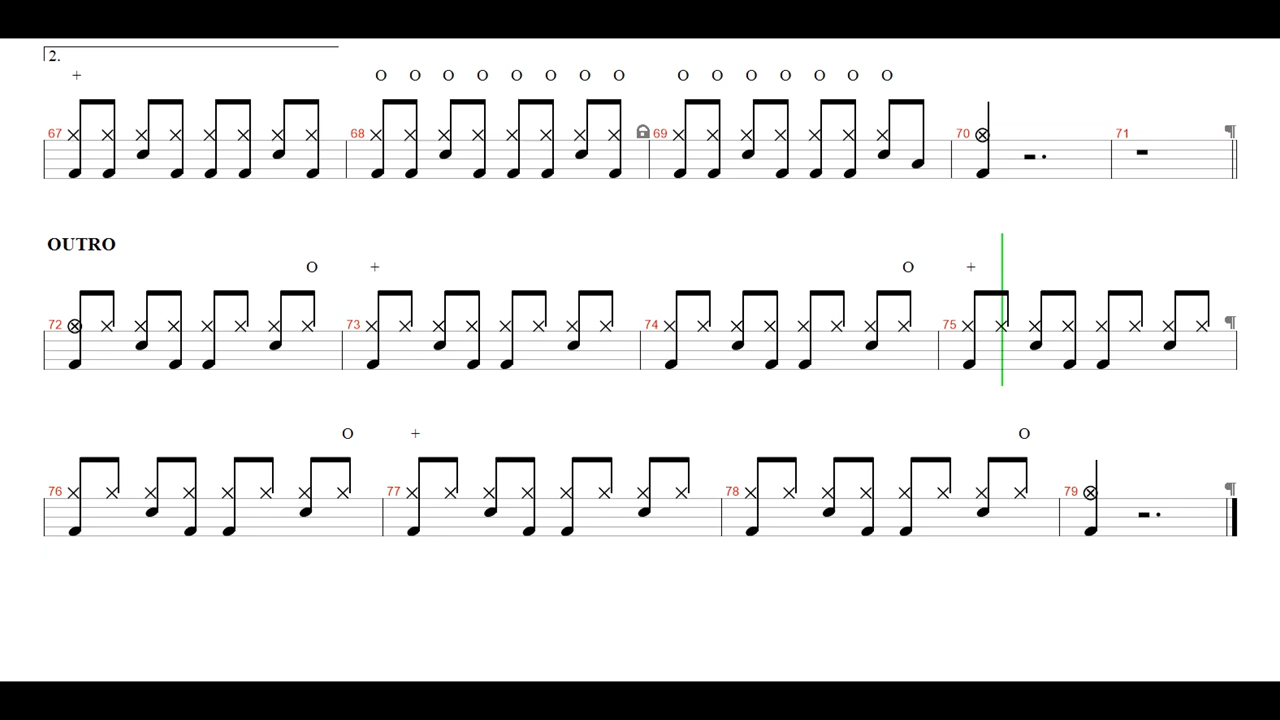 2.
+ O O O O O O O O O O O O O O O
67 68 69 70 71 ¶
OUTRO
O + O +
72 73 74 75 ¶
O + O
76 77 78 79 ¶